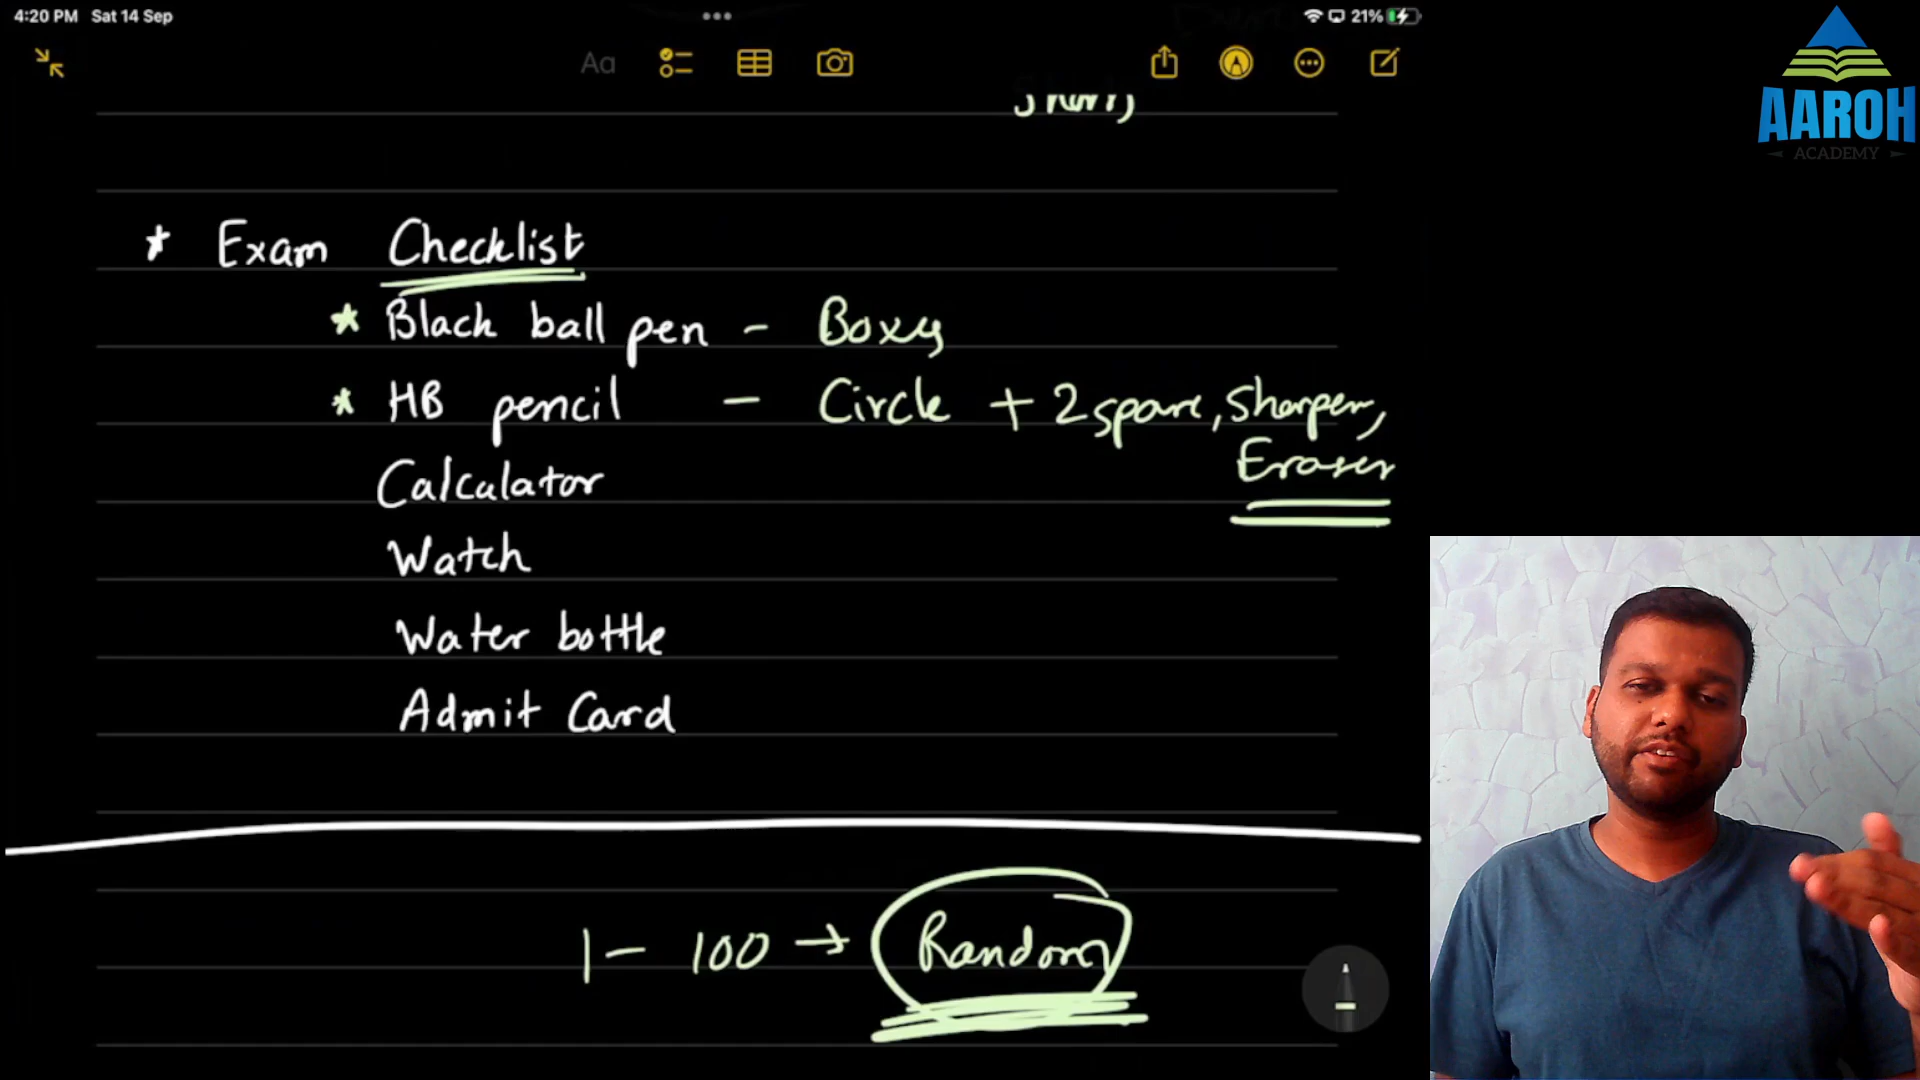 4:20 PM Sat 14 Sep
21%
Aa
AAROH
ACADEMY
* Exam Checklist
* Black ball pen - Boxes
* HB pencil - Circle + 2 spare, Sharpen,
Eraser
Calculator
Watch
Water bottle
Admit Card
1 - 100 → Random